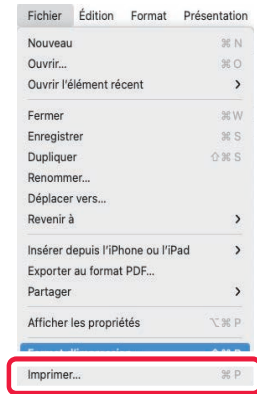 Fichier Édition Format Présentation
Nouveau ⌘ N
Ouvrir... ⌘ O
Ouvrir l'élément récent >
Fermer ⌘ W
Enregistrer ⌘ S
Dupliquer ⇧ ⌘ S
Renommer...
Déplacer vers...
Revenir à >
Insérer depuis l'iPhone ou l'iPad >
Exporter au format PDF...
Partager >
Afficher les propriétés ⌥ ⌘ P
Imprimer... ⌘ P